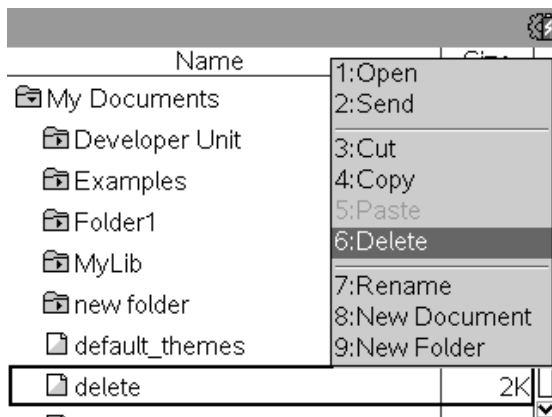 Name
My Documents
Developer Unit
Examples
Folder1
MyLib
new folder
default_themes
delete 2K
1:Open
2:Send
3:Cut
4:Copy
5:Paste
6:Delete
7:Rename
8:New Document
9:New Folder